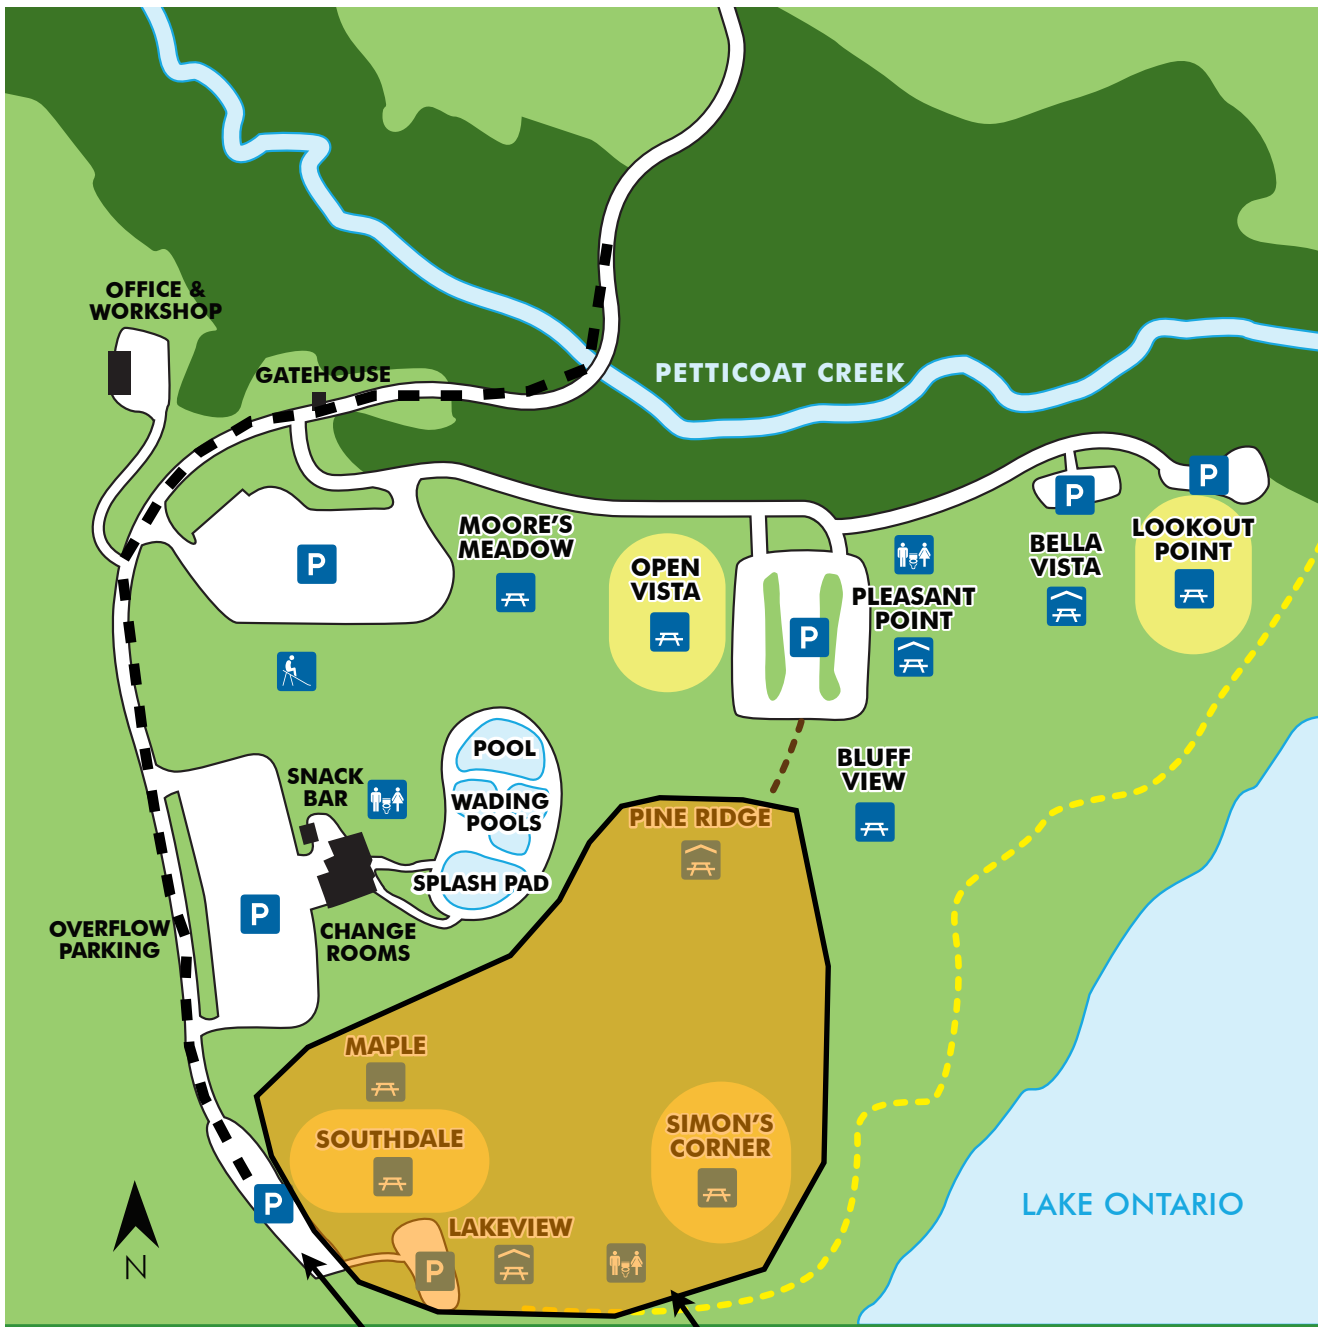 OFFICE &
WORKSHOP
GATEHOUSE
PETTICOAT CREEK
P
P
MOORE'S
MEADOW
LOOKOUT
POINT
BELLA
VISTA
OPEN
VISTA
P
PLEASANT
POINT
P
POOL
WADING
POOLS
SPLASH PAD
SNACK
BAR
BLUFF
VIEW
PINE RIDGE
OVERFLOW
PARKING
P
CHANGE
ROOMS
MAPLE
SOUTHDALE
SIMON'S
CORNER
P
LAKEVIEW
P
LAKE ONTARIO
N